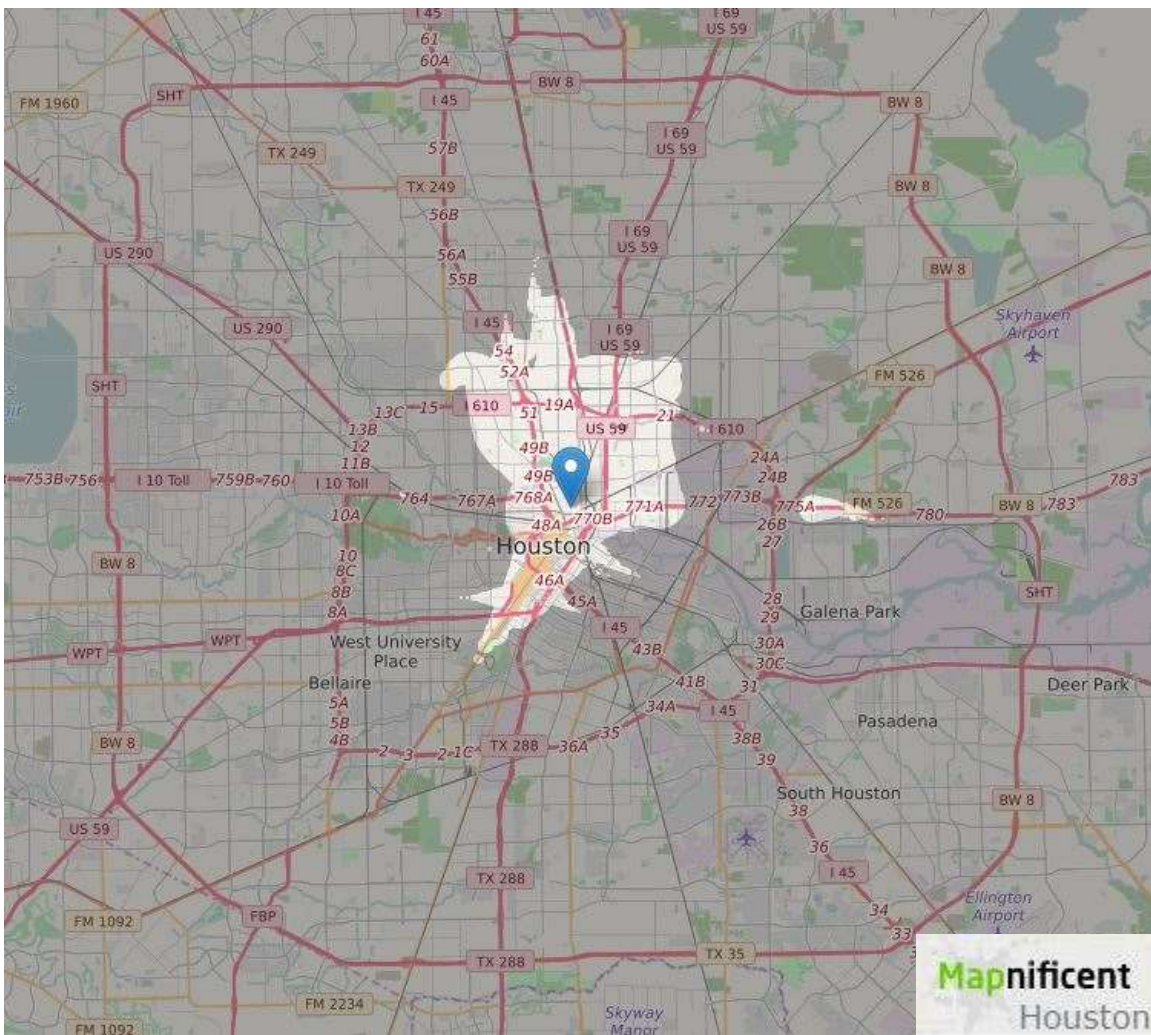 I 45
I 69
US 59
61
60A
BW 8
SHT
I 45
FM 1960
BW 8
I 69
US 59
57B
TX 249
TX 249
BW 8
56B
I 69
US 59
56A
US 290
BW 8
55B
Skyhaven
Airport
I 45
US 290
I 69
US 59
54
52A
FM 526
SHT
I 610
19A
15
13C
51
21
US 59
I 610
13B
12
49B
24A
11B
49B
24B
753B
756
I 10 Toll
759B
760
I 10 Toll
764
767A
768A
771A
772
773B
775A
FM 526
780
BW 8
783
783
10A
770B
48A
26B
Houston
27
10
BW 8
8C
46A
8B
45A
28
SHT
8A
29
Galena Park
I 45
WPT
West University
Place
30A
WPT
43B
30C
Bellaire
41B
31
Deer Park
5A
34A
I 45
5B
35
Pasadena
4B
2
3
2
1C
TX 288
36A
38B
BW 8
39
South Houston
BW 8
38
US 59
36
TX 288
I 45
Ellington
Airport
34
FM 1092
FBP
33
TX 288
TX 35
Mapnificent
Houston
FM 2234
Skyway
Manor
FM 1092
BW 8